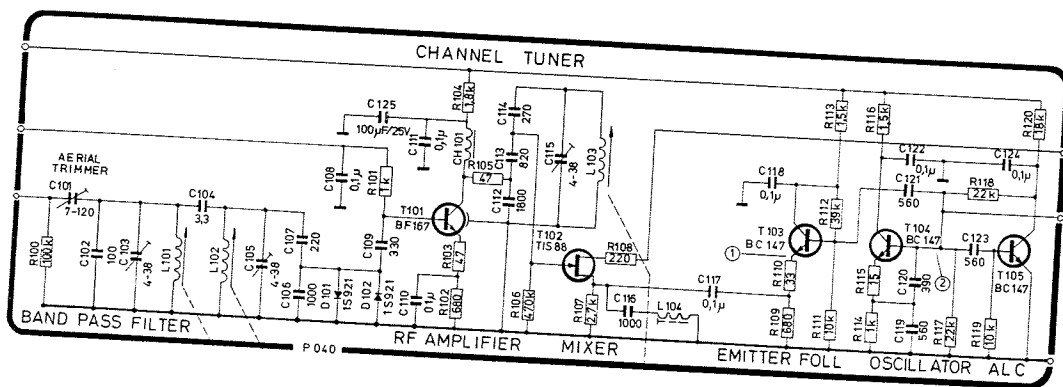 CHANNEL TUNER
AERIAL
TRIMMER
C101
7-120
R100
100k
C102
100
C103
4-38
L101
C104
3,3
L102
C105
4-38
C107
220
C106
1000
D101
1S921
D102
1S921
C109
330
C108
0,1µ
R101
1k
C125
100µF/25V
C111
0,1µ
R104
1,8k
CH101
R105
47
T101
BF167
R103
47
R102
680
C110
C114
270
C113
820
C112
1800
C115
4-38
L103
R106
470k
T102
TIS88
R108
220
R107
2,7k
C116
1000
L104
C117
0,1µ
C118
0,1µ
T103
BC147
1
R110
33
R109
680
R113
1,5k
R112
39k
R111
10k
R116
1,5k
C122
0,1µ
C121
560
T104
BC147
R115
15
R114
1k
C120
390
C119
560
R118
22k
C124
0,1µ
R120
18k
C123
560
2
R117
22k
R119
10k
T105
BC147
BAND PASS FILTER
P040
RF AMPLIFIER
MIXER
EMITTER FOLL
OSCILLATOR
ALC